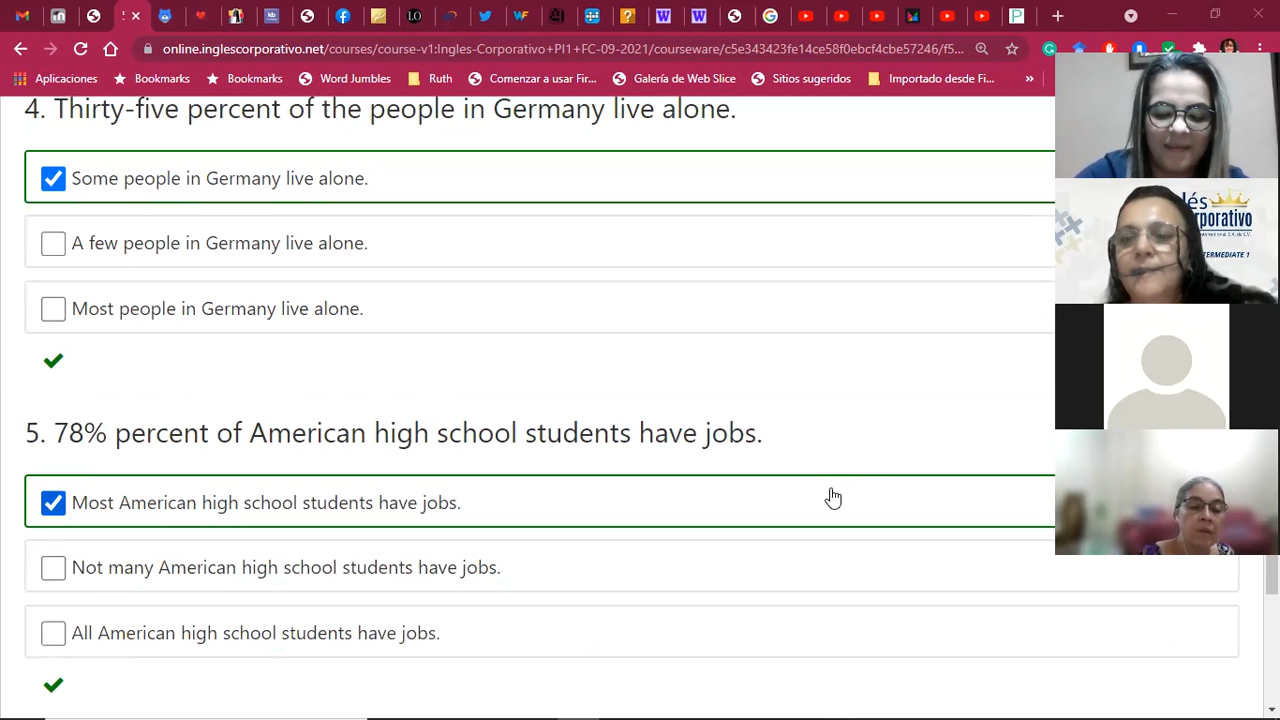 online.inglescorporativo.net/courses/course-v1:Ingles-Corporativo+PI1+FC-09-2021/courseware/c5e343423fe14ce58f0ebcf4cbe57246/f5...
Aplicaciones Bookmarks Bookmarks Word Jumbles Ruth Comenzar a usar Fir... Galería de Web Slice Sitios sugeridos Importado desde Fi... »
4. Thirty-five percent of the people in Germany live alone.
Some people in Germany live alone.
A few people in Germany live alone.
Most people in Germany live alone.
5. 78% percent of American high school students have jobs.
Most American high school students have jobs.
Not many American high school students have jobs.
All American high school students have jobs.